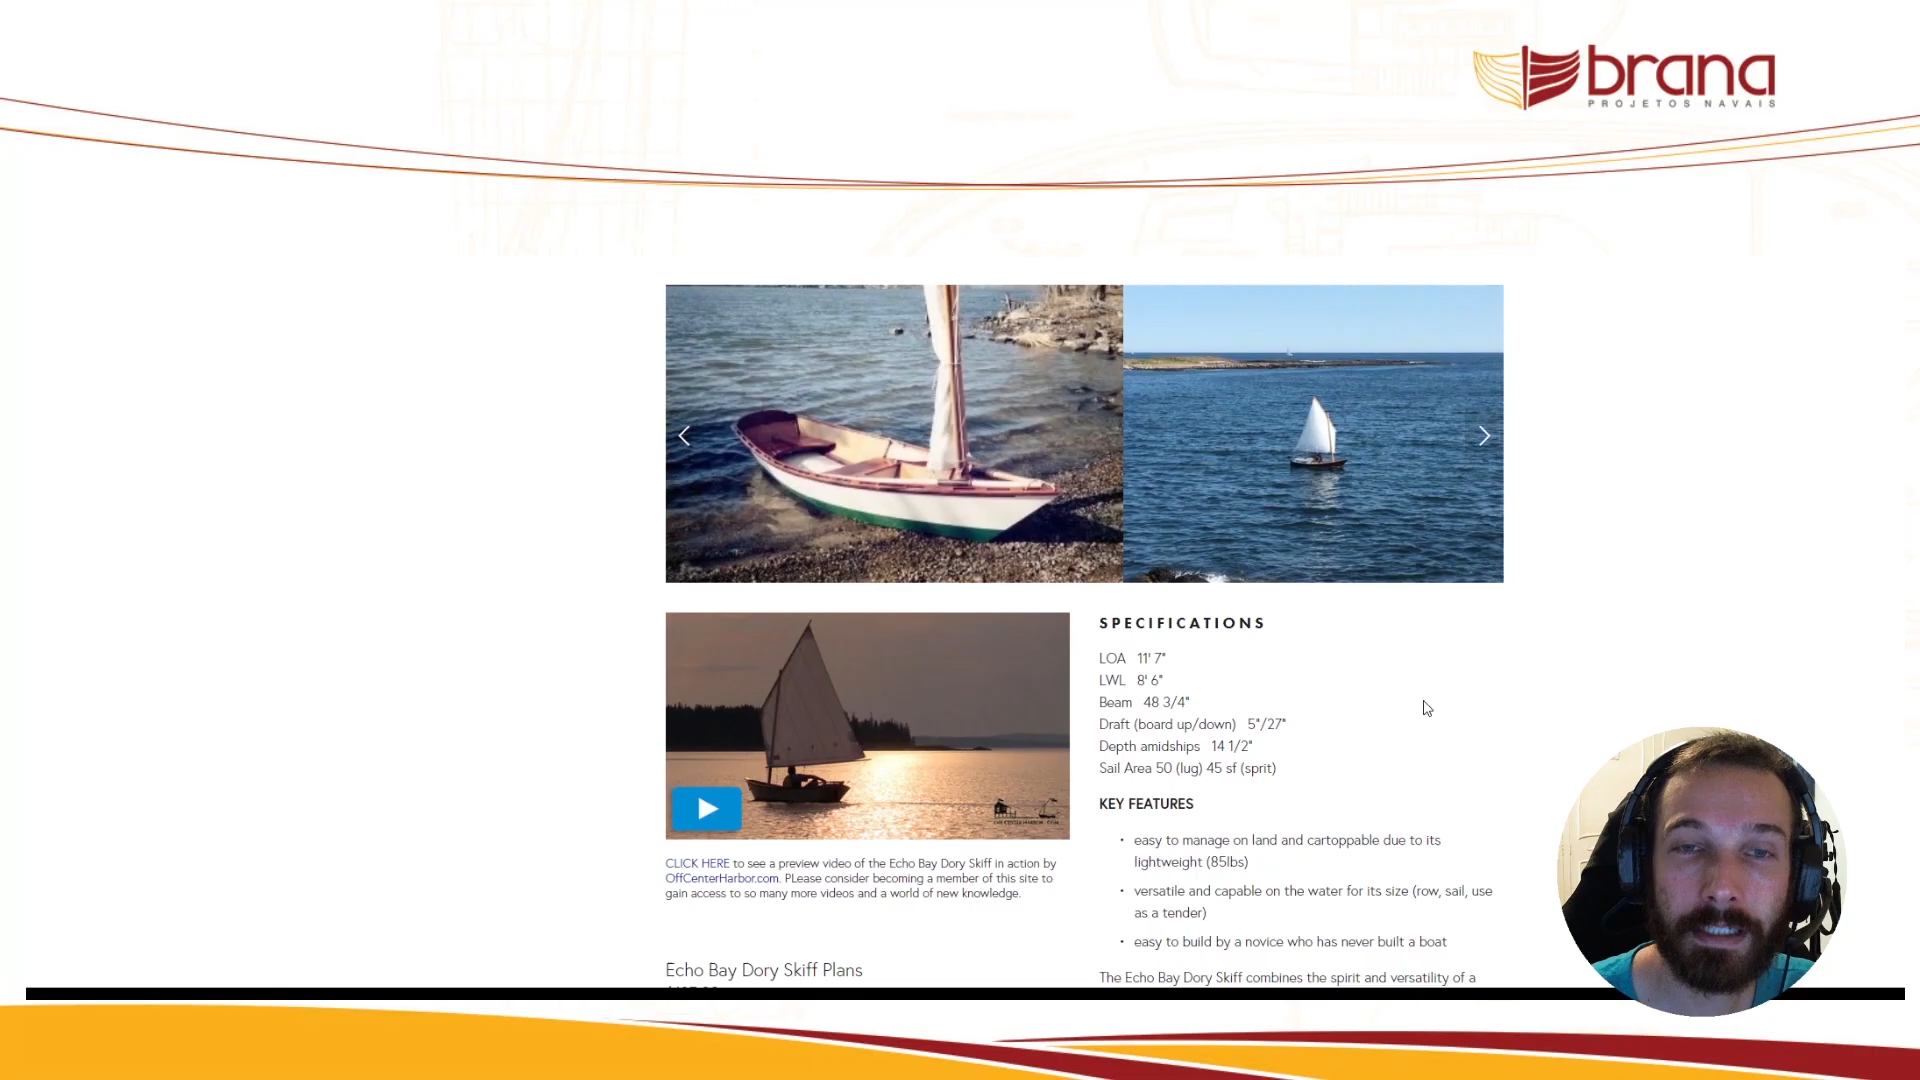 brana
PROJETOS NAVAIS
SPECIFICATIONS
LOA 11' 7"
LWL 8' 6"
Beam 48 3/4"
Draft (board up/down) 5"/27"
Depth amidships 14 1/2"
Sail Area 50 (lug) 45 sf (sprit)
KEY FEATURES
• easy to manage on land and cartoppable due to its
lightweight (85lbs)
• versatile and capable on the water for its size (row, sail, use
as a tender)
• easy to build by a novice who has never built a boat
The Echo Bay Dory Skiff combines the spirit and versatility of a
CLICK HERE to see a preview video of the Echo Bay Dory Skiff in action by
OffCenterHarbor.com. PLease consider becoming a member of this site to
gain access to so many more videos and a world of new knowledge.
Echo Bay Dory Skiff Plans